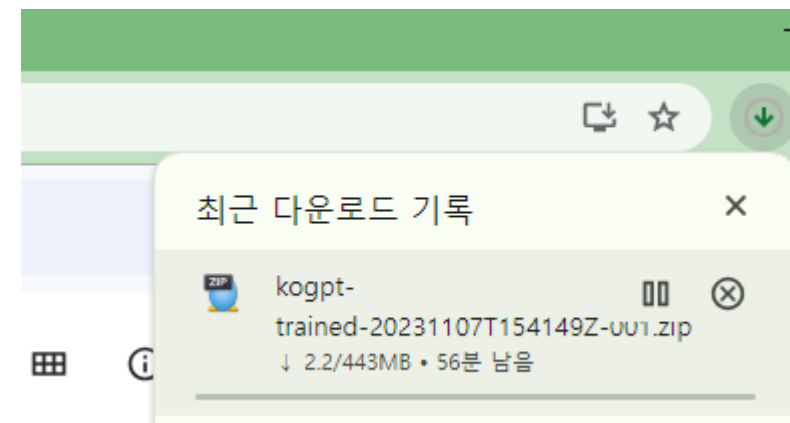 최근 다운로드 기록
ZIP
kogpt-
trained-20231107T154149Z-001.zip
↓ 2.2/443MB • 56분 남음